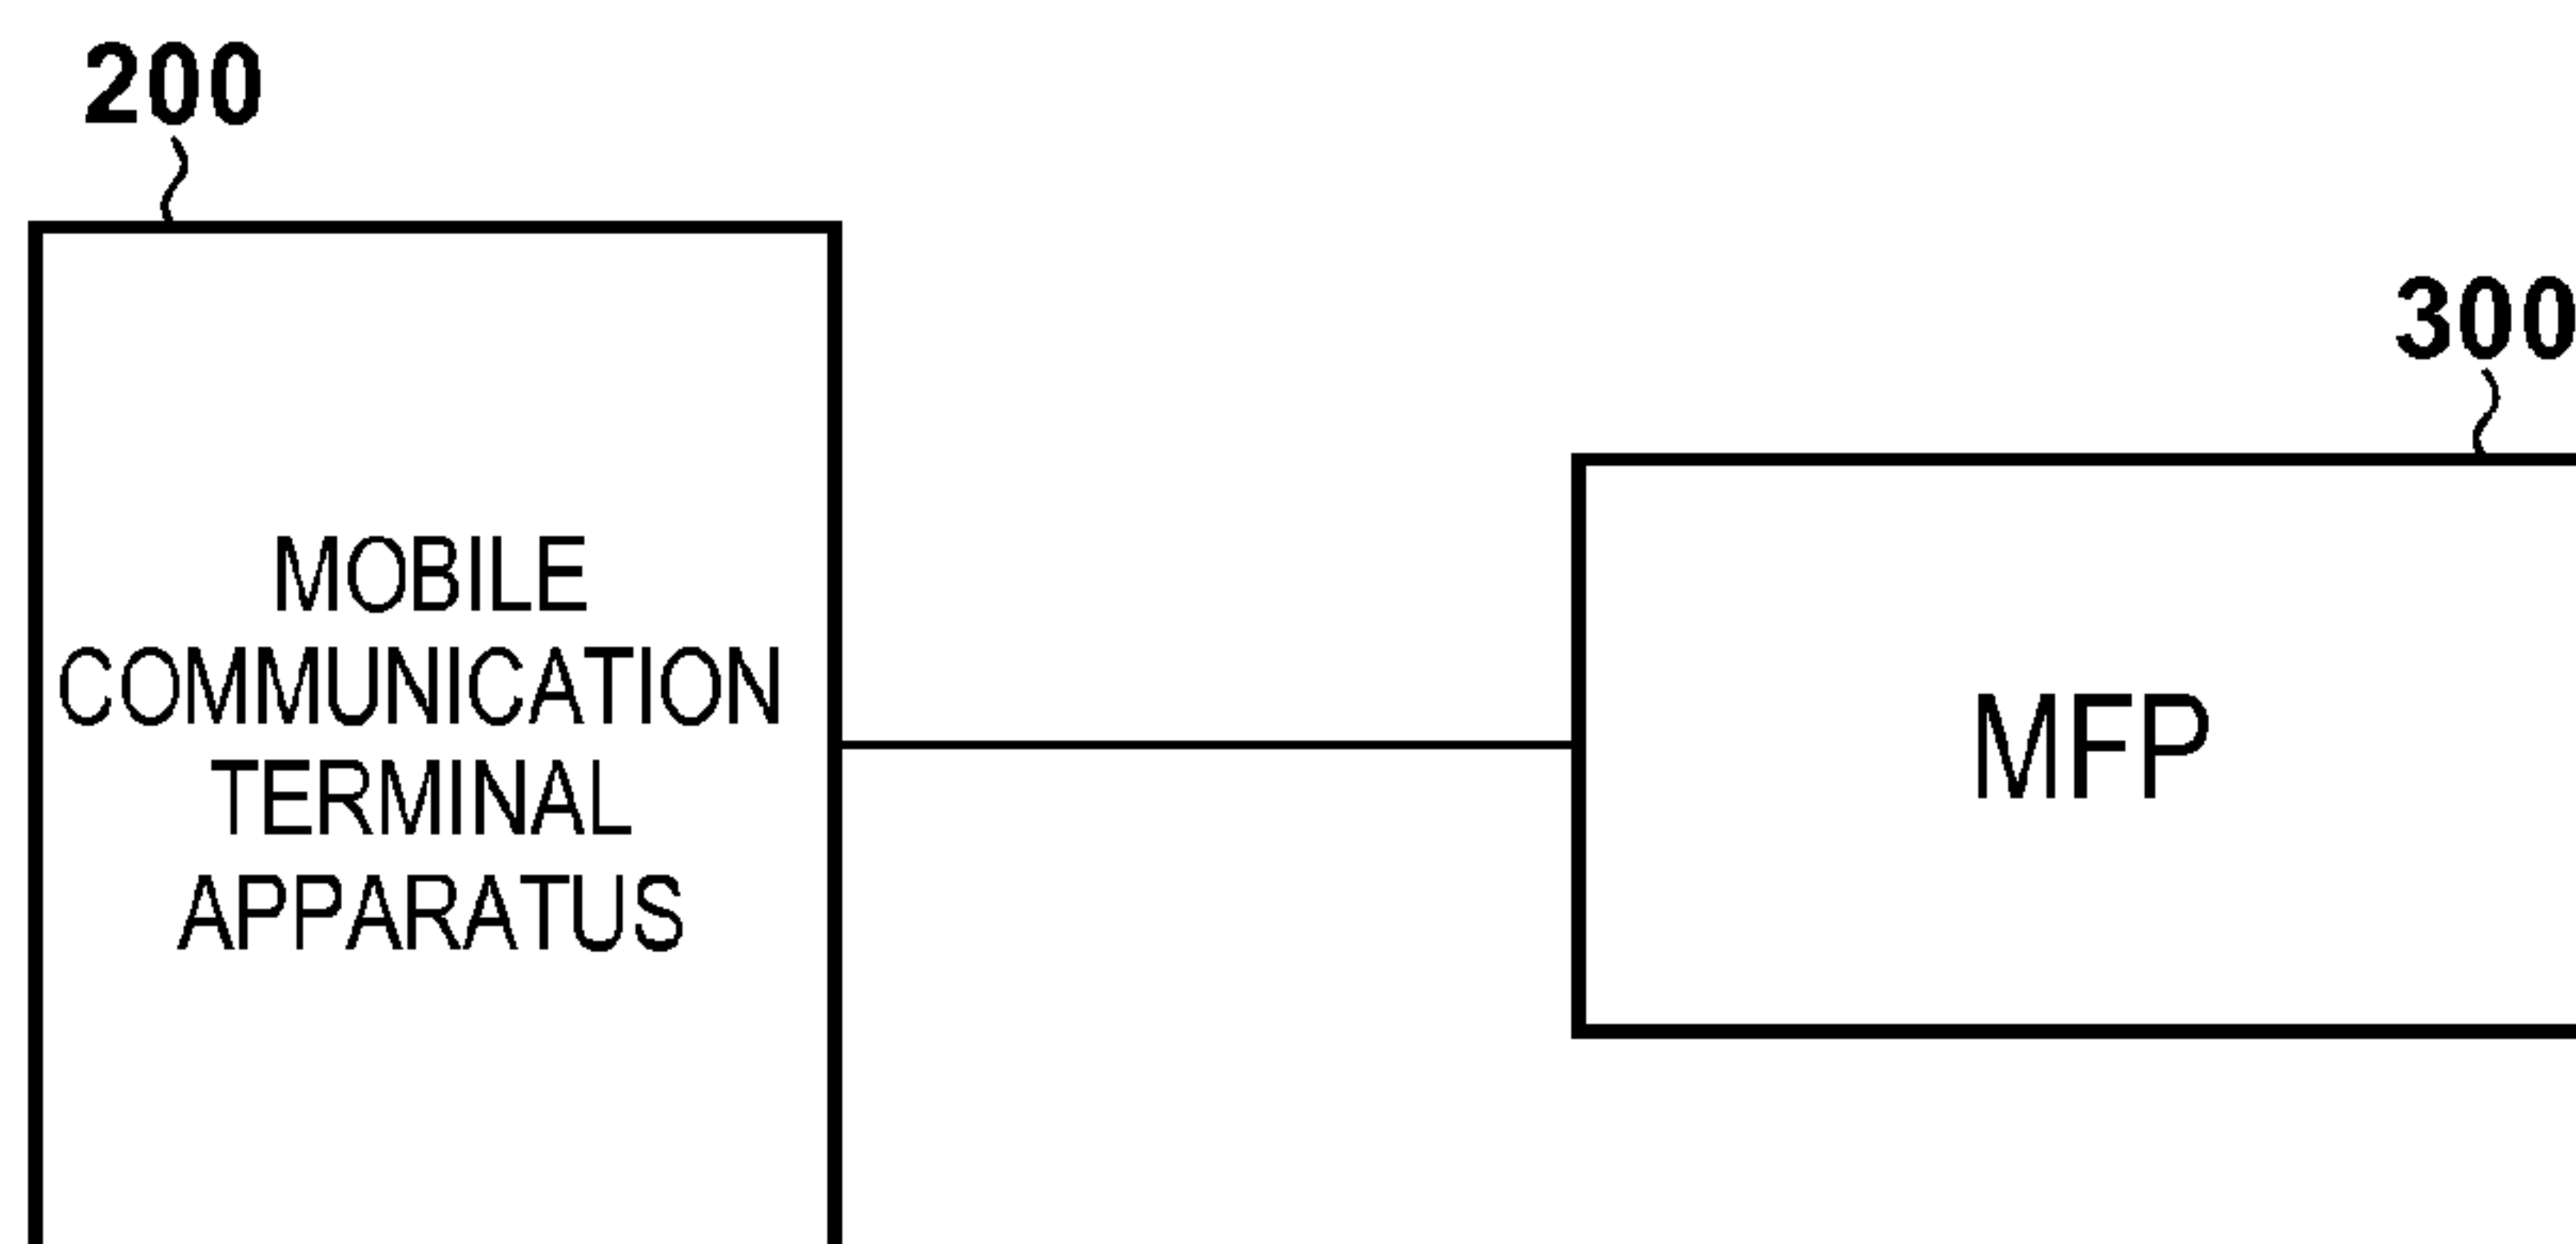 200
300
MOBILE
COMMUNICATION
TERMINAL
APPARATUS
MFP